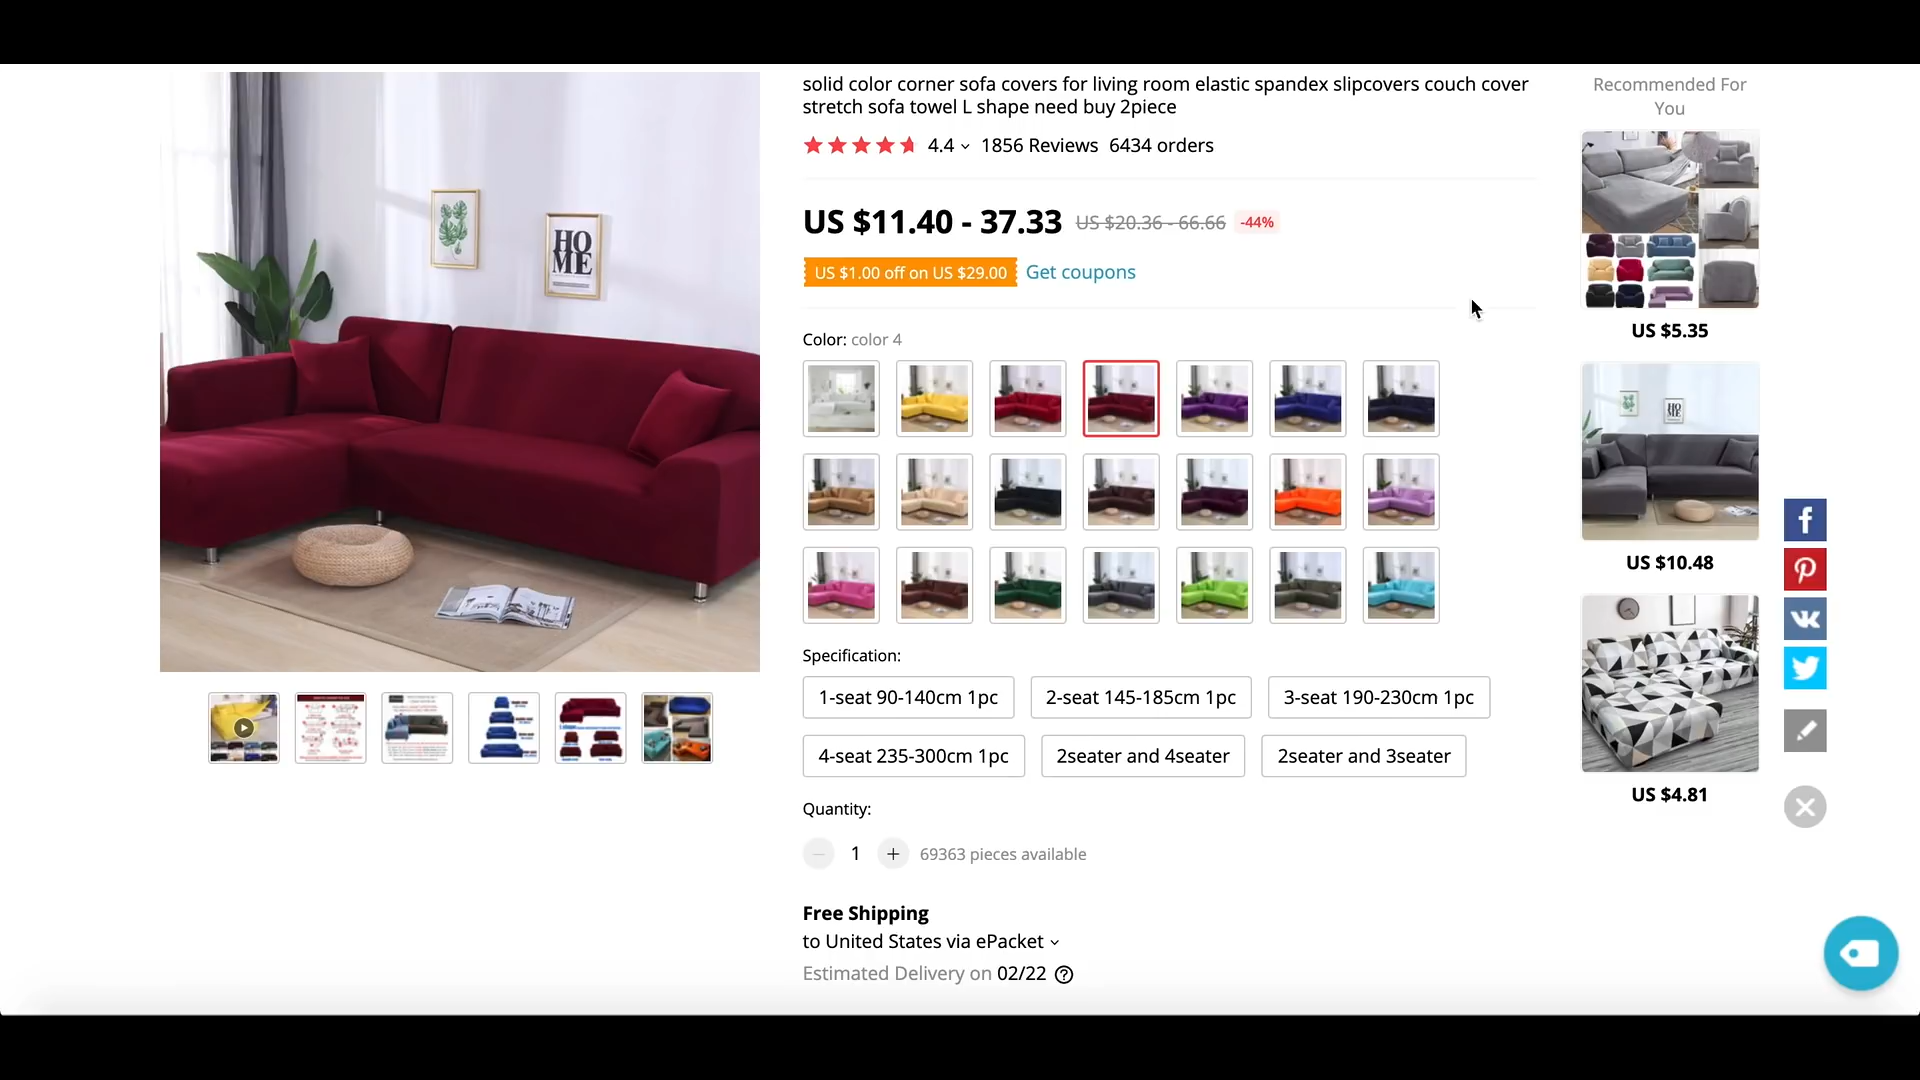 solid color corner sofa covers for living room elastic spandex slipcovers couch cover
stretch sofa towel L shape need buy 2piece
4.4 1856 Reviews 6434 orders
US $11.40 - 37.33 US $20.36 - 66.66 -44%
US $1.00 off on US $29.00 Get coupons
Color: color 4
Specification:
1-seat 90-140cm 1pc 2-seat 145-185cm 1pc 3-seat 190-230cm 1pc
4-seat 235-300cm 1pc 2seater and 4seater 2seater and 3seater
Quantity:
1 69363 pieces available
Free Shipping
to United States via ePacket
Estimated Delivery on 02/22
HO
ME
Recommended For
You
US $5.35
HO
ME
US $10.48
US $4.81